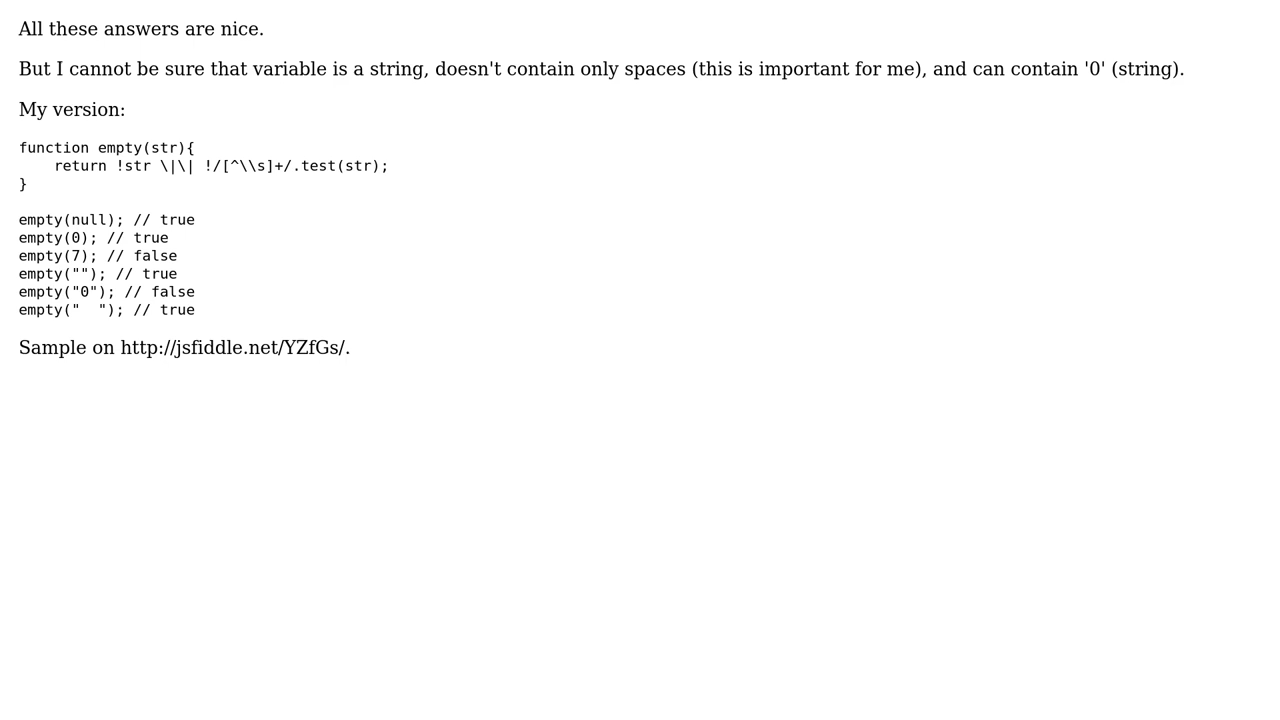 All these answers are nice.
But I cannot be sure that variable is a string, doesn't contain only spaces (this is important for me), and can contain '0' (string).
My version:
function empty(str){
    return !str \|\| !/[^\\s]+/.test(str);
}
empty(null); // true
empty(0); // true
empty(7); // false
empty(""); // true
empty("0"); // false
empty("  "); // true
Sample on http://jsfiddle.net/YZfGs/.